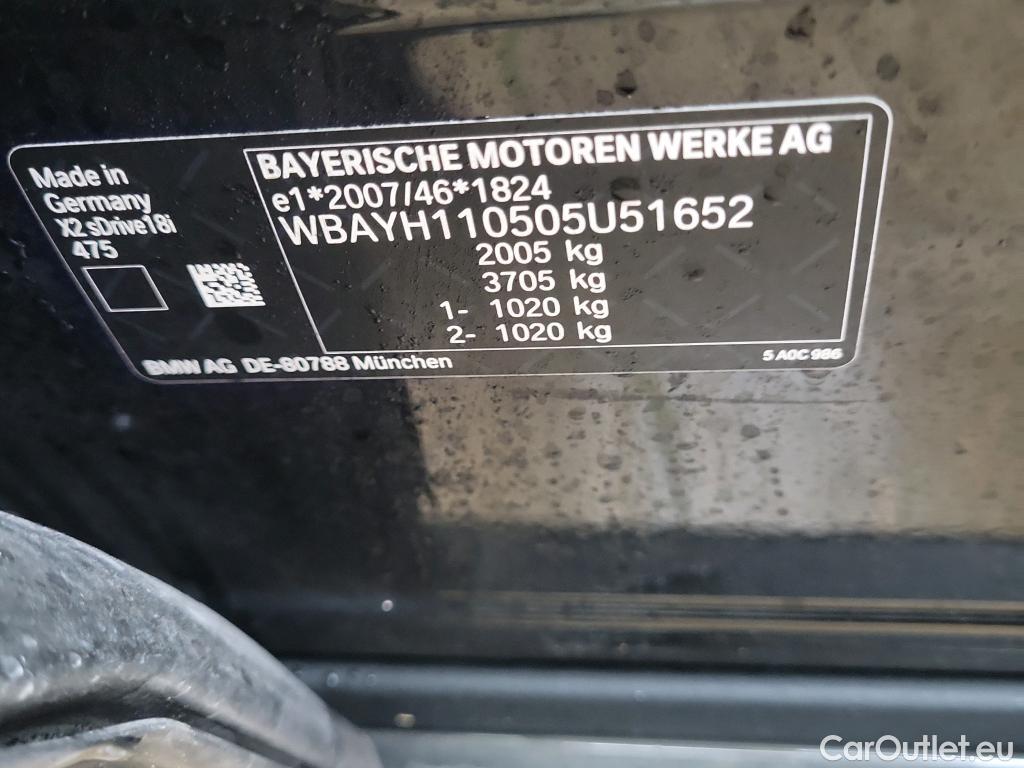 Made in
Germany
X2 sDrive18i
475
BAYERISCHE MOTOREN WERKE AG
e1*2007/46*1824
WBAYH110505U51652
2005 kg
3705 kg
1- 1020 kg
2- 1020 kg
BMW AG DE-80788 München
5 A0C 986
CarOutlet.eu